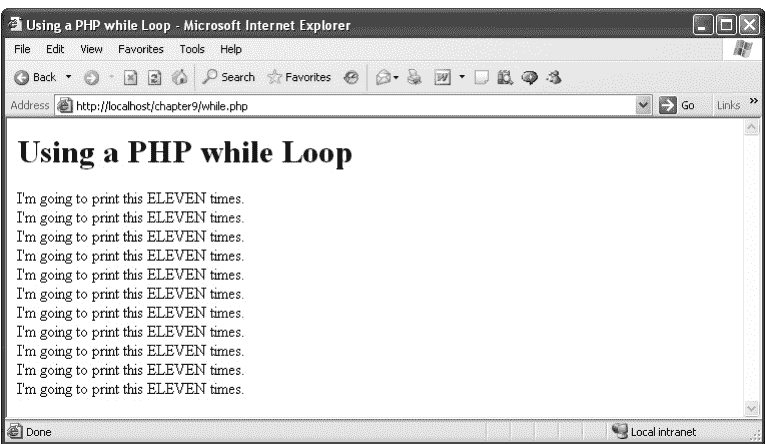 Using a PHP while Loop - Microsoft Internet Explorer
File Edit View Favorites Tools Help
Back Search Favorites
Address http://localhost/chapter9/while.php Go Links »
Using a PHP while Loop
I'm going to print this ELEVEN times.
I'm going to print this ELEVEN times.
I'm going to print this ELEVEN times.
I'm going to print this ELEVEN times.
I'm going to print this ELEVEN times.
I'm going to print this ELEVEN times.
I'm going to print this ELEVEN times.
I'm going to print this ELEVEN times.
I'm going to print this ELEVEN times.
I'm going to print this ELEVEN times.
I'm going to print this ELEVEN times.
Done Local intranet